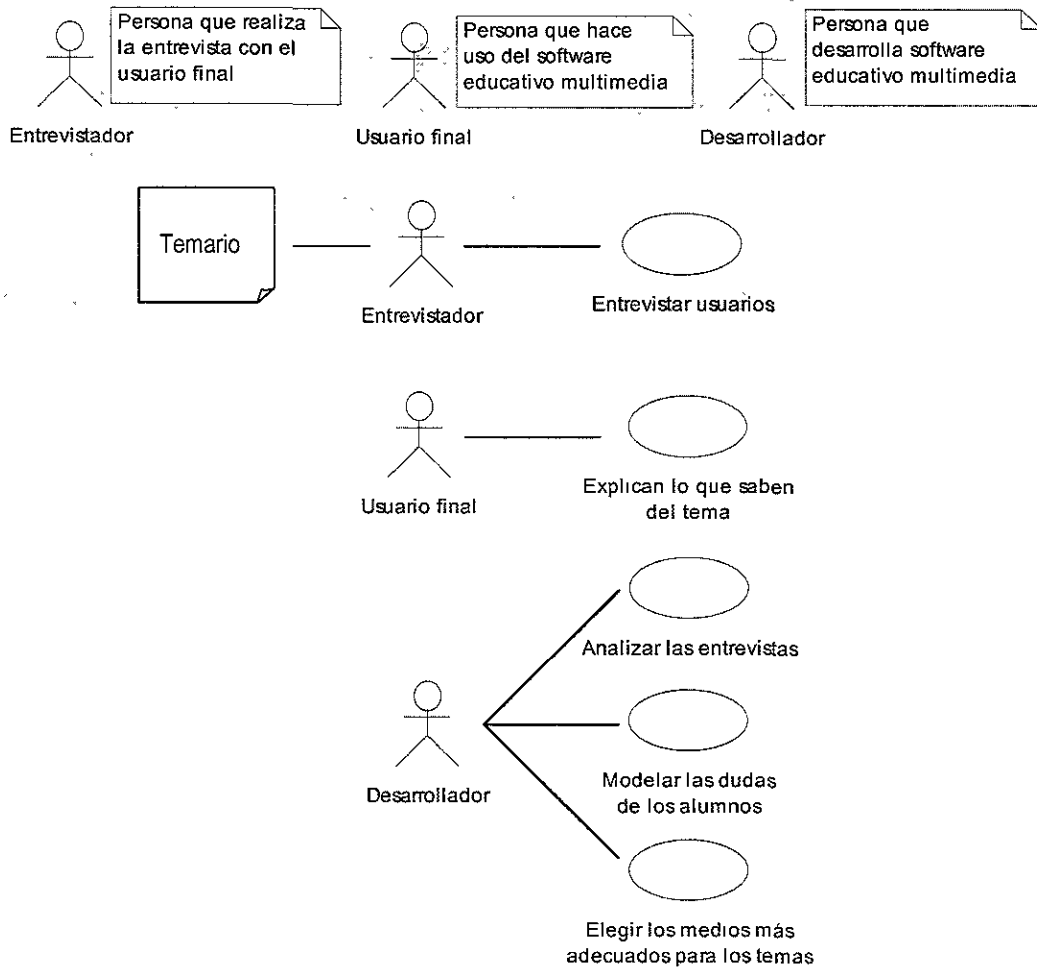 Persona que realiza
la entrevista con el
usuario final
Entrevistador
Persona que hace
uso del software
educativo multimedia
Usuario final
Persona que
desarrolla software
educativo multimedia
Desarrollador
Temario
Entrevistador
Entrevistar usuarios
Usuario final
Explican lo que saben
del tema
Analizar las entrevistas
Desarrollador
Modelar las dudas
de los alumnos
Elegir los medios más
adecuados para los temas